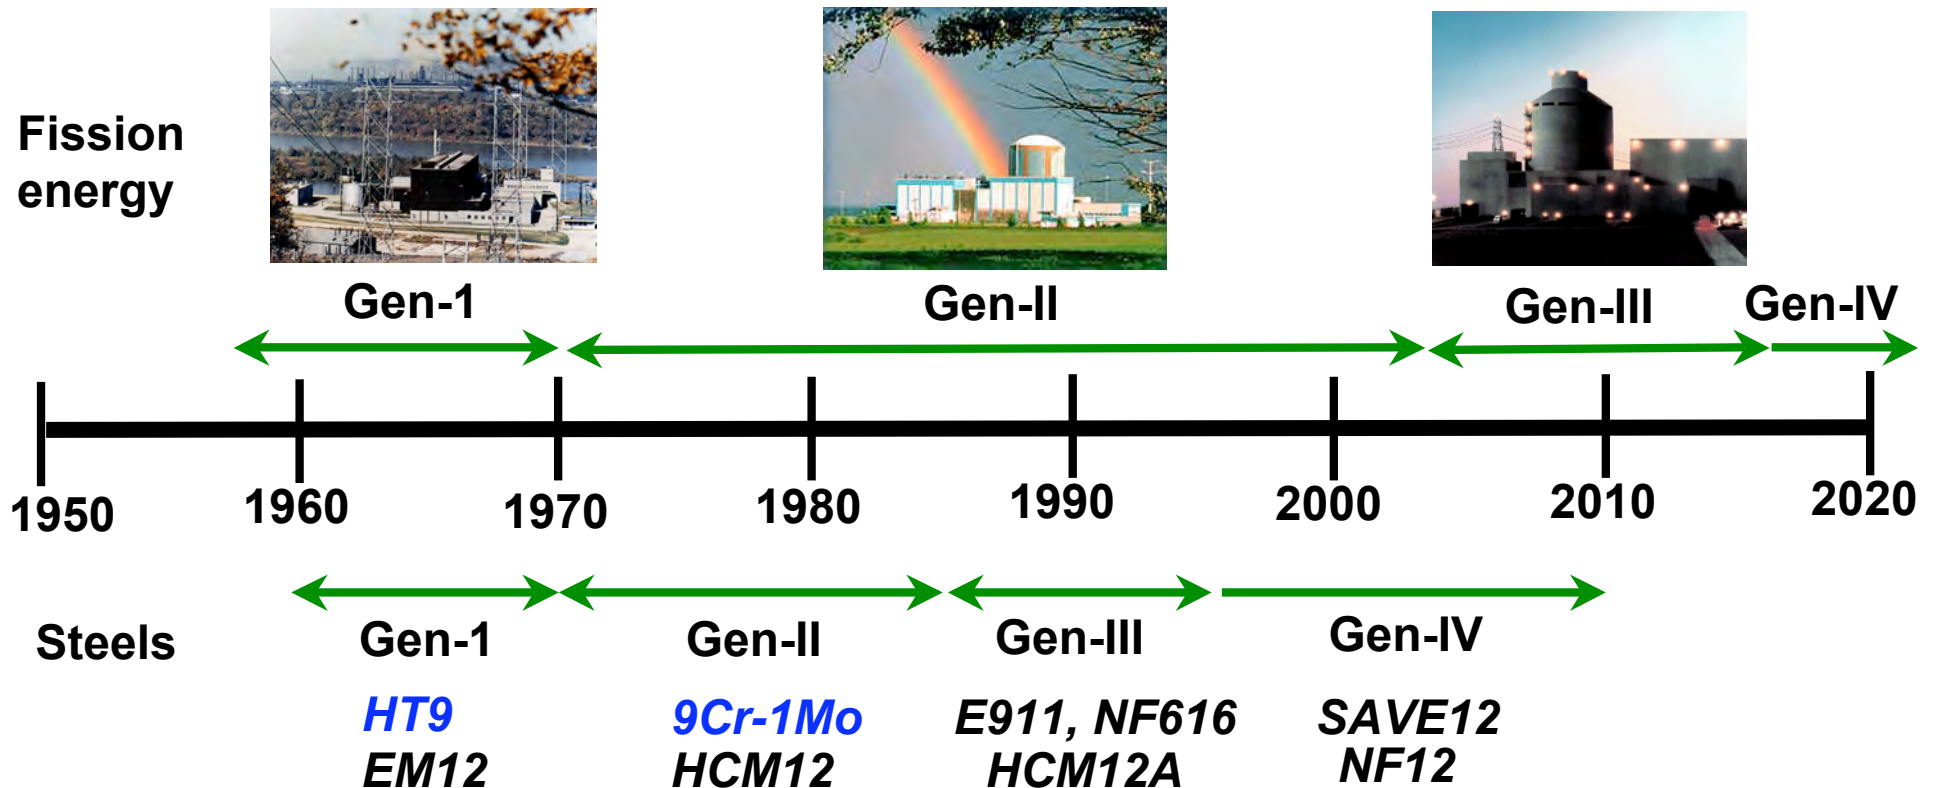 Fission
energy
Gen-1
Gen-II
Gen-III
Gen-IV
1950
1960
1970
1980
1990
2000
2010
2020
Steels
Gen-1
Gen-II
Gen-III
Gen-IV
HT9
EM12
9Cr-1Mo
HCM12
E911, NF616
HCM12A
SAVE12
NF12